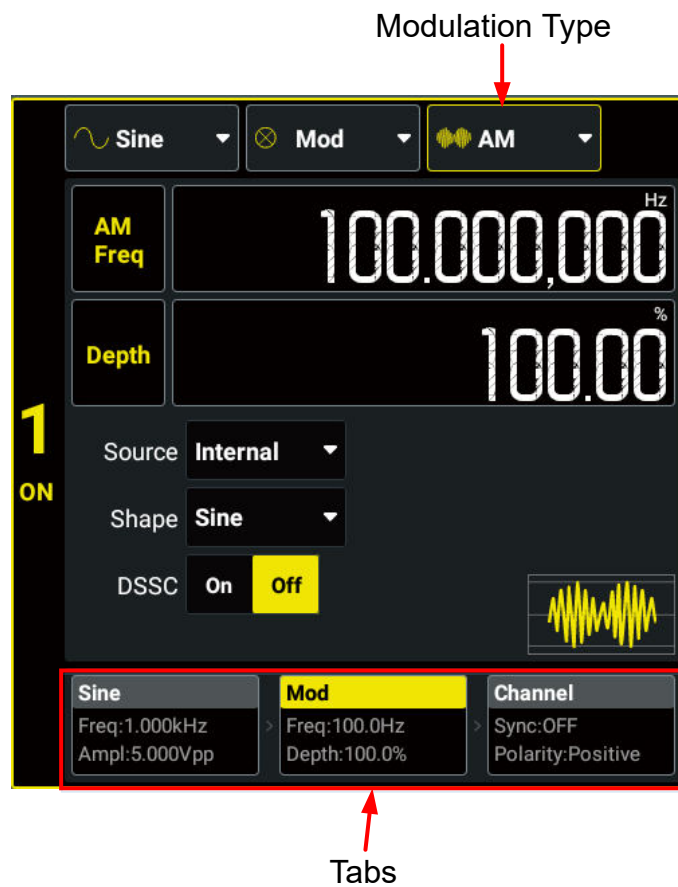 Modulation Type
Sine
Mod
AM
AM
Freq
Hz
100.000,000
Depth
%
100.00
1
ON
Source Internal
Shape Sine
DSSC On Off
Sine
Freq:1.000kHz
Ampl:5.000Vpp
>
Mod
Freq:100.0Hz
Depth:100.0%
>
Channel
Sync:OFF
Polarity:Positive
Tabs